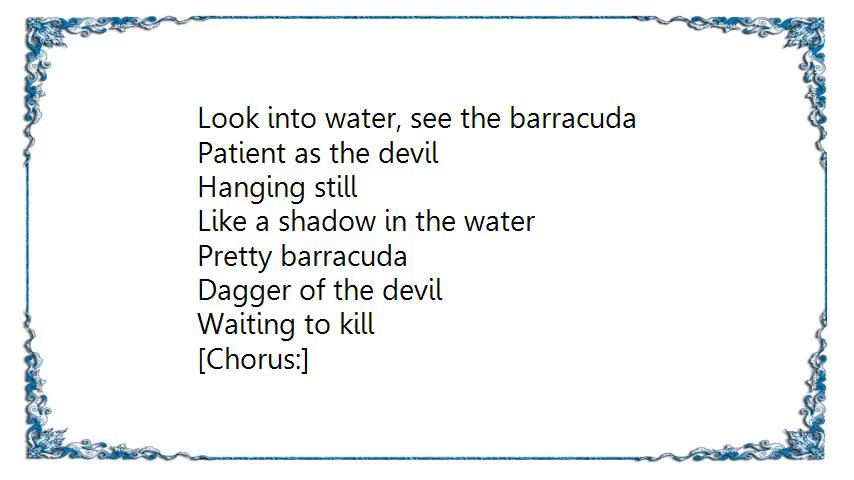 Look into water, see the barracuda
Patient as the devil
Hanging still
Like a shadow in the water
Pretty barracuda
Dagger of the devil
Waiting to kill
[Chorus:]